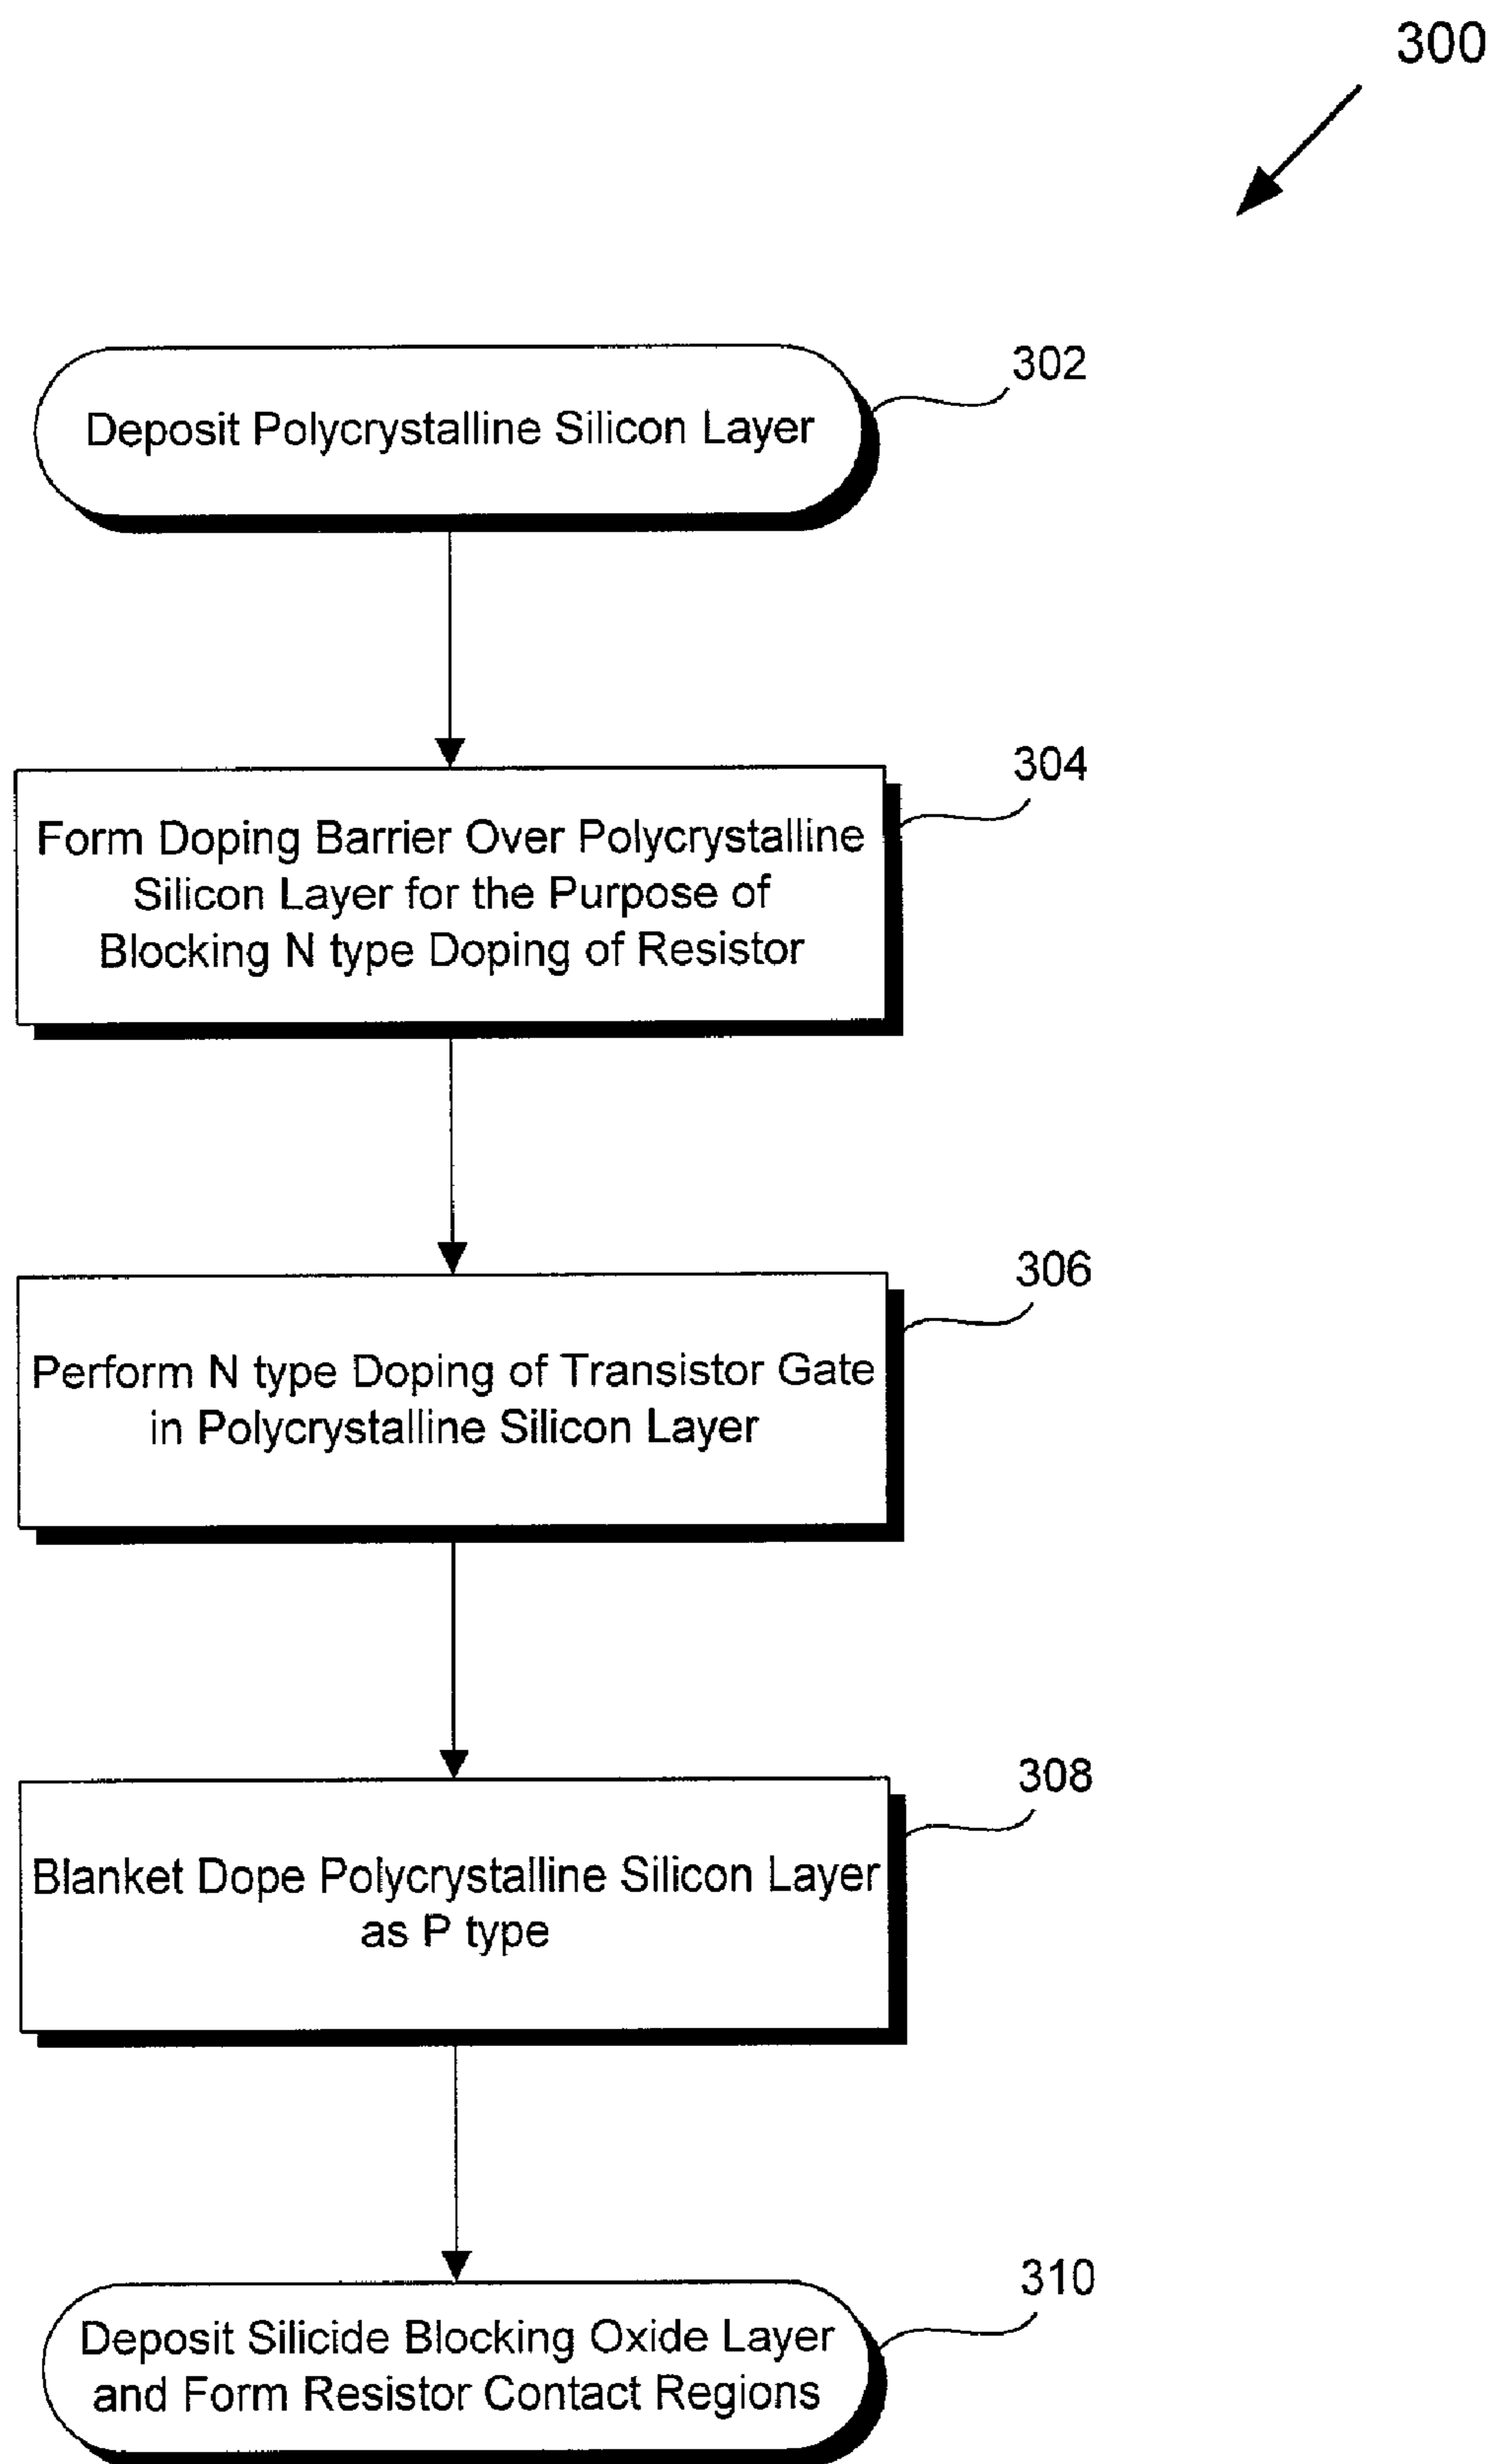 300
302
Deposit Polycrystalline Silicon Layer
304
Form Doping Barrier Over Polycrystalline
Silicon Layer for the Purpose of
Blocking N type Doping of Resistor
306
Perform N type Doping of Transistor Gate
in Polycrystalline Silicon Layer
308
Blanket Dope Polycrystalline Silicon Layer
as P type
310
Deposit Silicide Blocking Oxide Layer
and Form Resistor Contact Regions